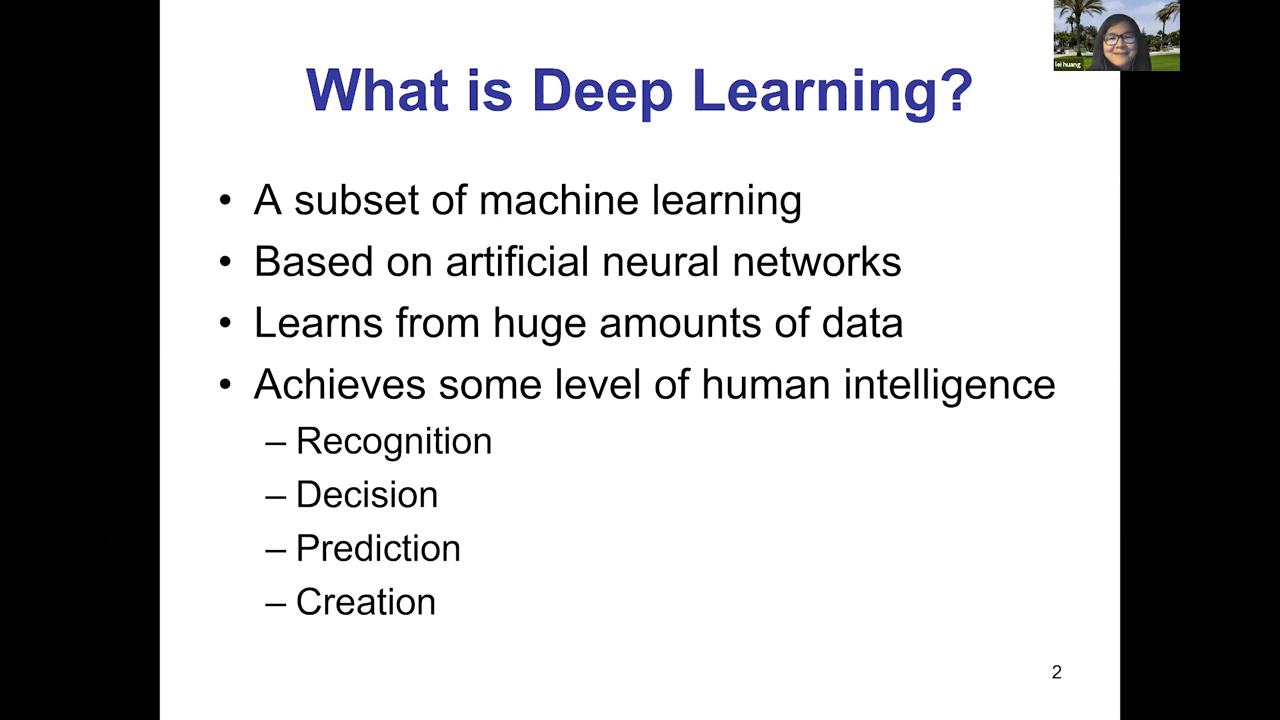 What is Deep Learning?
lei huang
• A subset of machine learning
• Based on artificial neural networks
• Learns from huge amounts of data
• Achieves some level of human intelligence
– Recognition
– Decision
– Prediction
– Creation
2